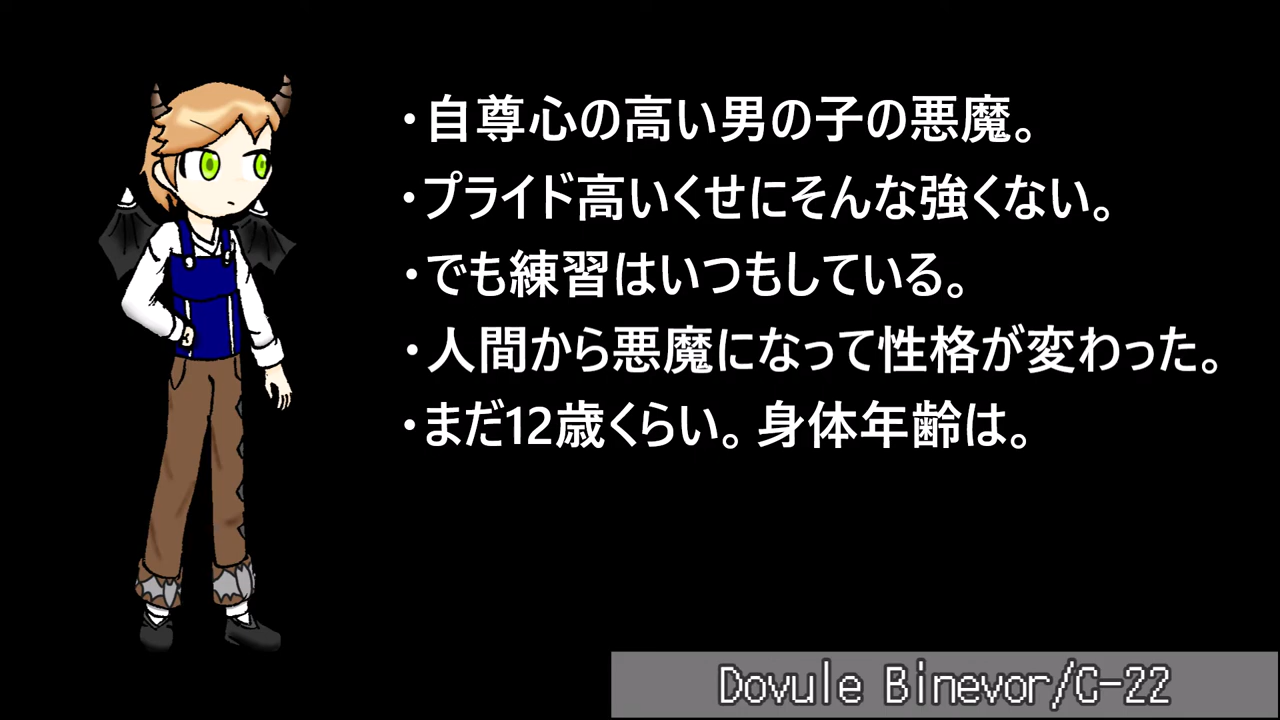 ・自尊心の高い男の子の悪魔。
・プライド高いくせにそんな強くない。
・でも練習はいつもしている。
・人間から悪魔になって性格が変わった。
・まだ12歳くらい。身体年齢は。
Dovule Binevor/C-22